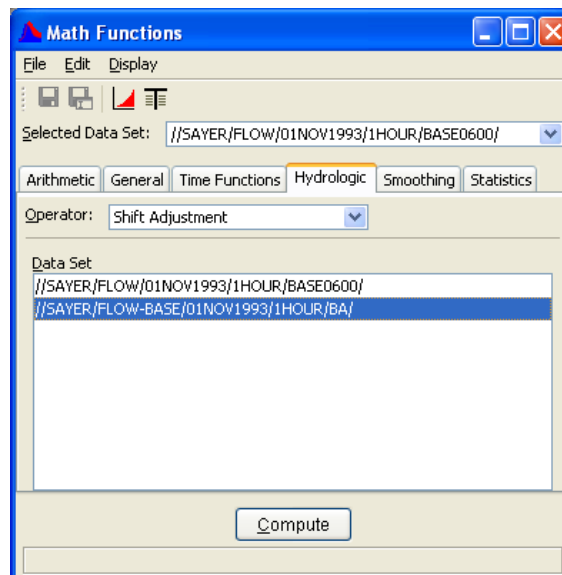 Math Functions
File Edit Display
Selected Data Set: //SAYER/FLOW/01NOV1993/1HOUR/BASE0600/
Arithmetic General Time Functions Hydrologic Smoothing Statistics
Operator: Shift Adjustment
Data Set
//SAYER/FLOW/01NOV1993/1HOUR/BASE0600/
//SAYER/FLOW-BASE/01NOV1993/1HOUR/BA/
Compute